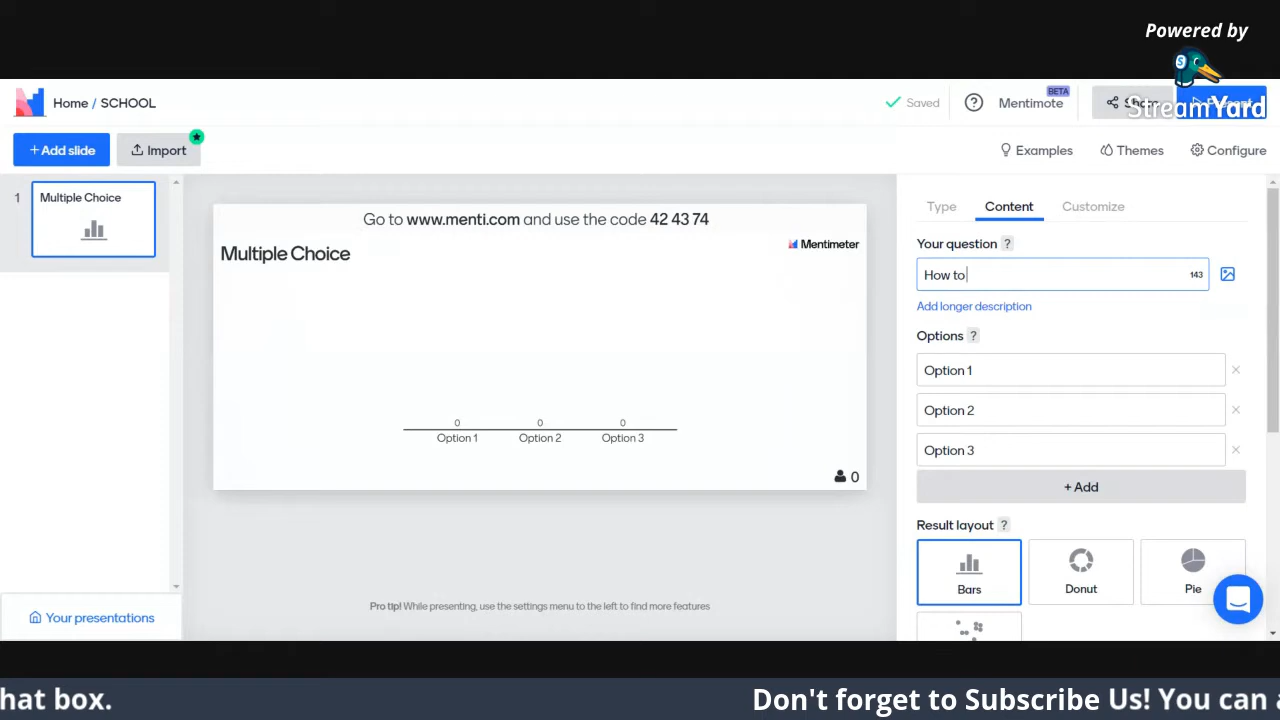 Powered by
StreamYard
Home / SCHOOL
Saved
Mentimote
BETA
+ Add slide
Import
Examples
Themes
Configure
1
Multiple Choice
Go to www.menti.com and use the code 42 43 74
Multiple Choice
Mentimeter
0
0
0
Option 1
Option 2
Option 3
0
Pro tip! While presenting, use the settings menu to the left to find more features
Your presentations
Type
Content
Customize
Your question ?
How to
143
Add longer description
Options ?
Option 1
Option 2
Option 3
+ Add
Result layout ?
Bars
Donut
Pie
hat box.
Don't forget to Subscribe Us! You can